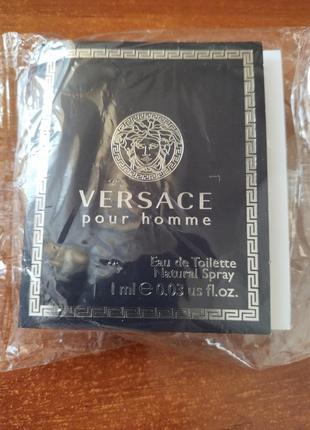 VERSACE
pour homme
Eau de Toilette
Natural Spray
1 ml ℮ 0.03 us fl.oz.